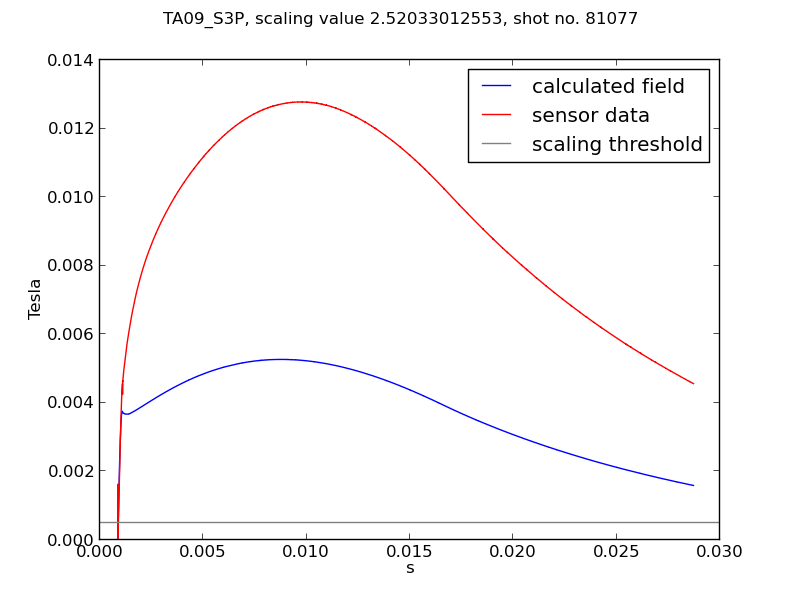 TA09_S3P, scaling value 2.52033012553, shot no. 81077
0.014
0.012
0.010
0.008
0.006
0.004
0.002
0.000
Tesla
calculated field
sensor data
scaling threshold
0.000 0.005 0.010 0.015 0.020 0.025 0.030
s